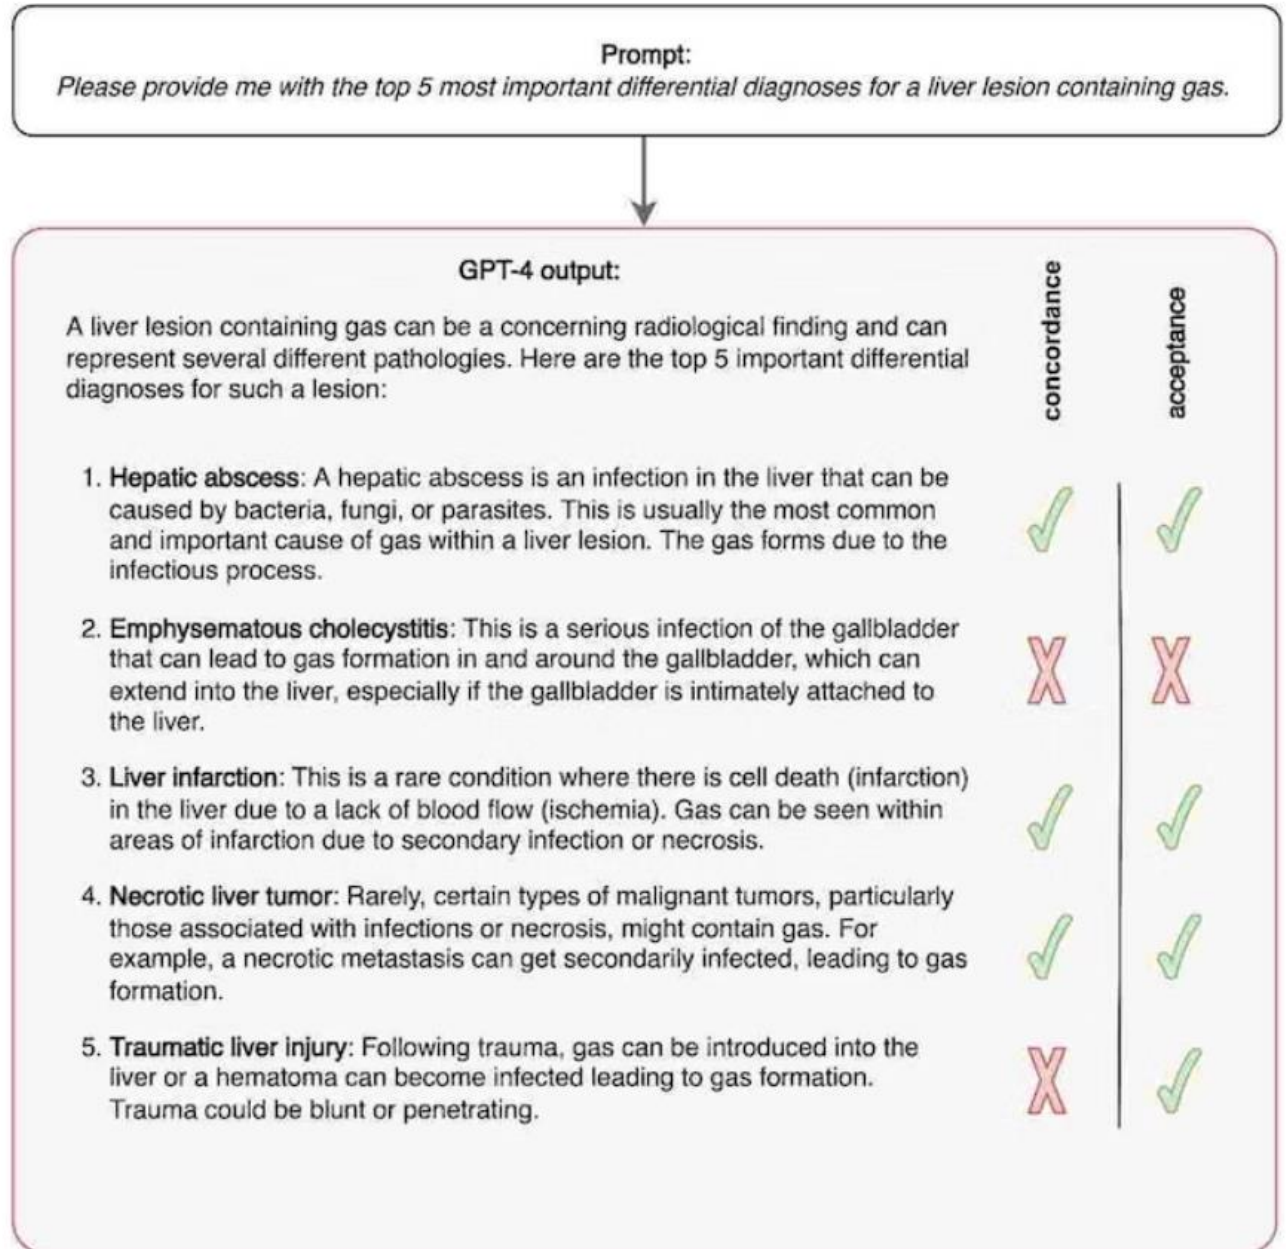 Prompt:
Please provide me with the top 5 most important differential diagnoses for a liver lesion containing gas.
GPT-4 output:
concordance
acceptance
A liver lesion containing gas can be a concerning radiological finding and can
represent several different pathologies. Here are the top 5 important differential
diagnoses for such a lesion:
1. Hepatic abscess: A hepatic abscess is an infection in the liver that can be
caused by bacteria, fungi, or parasites. This is usually the most common
and important cause of gas within a liver lesion. The gas forms due to the
infectious process.
2. Emphysematous cholecystitis: This is a serious infection of the gallbladder
that can lead to gas formation in and around the gallbladder, which can
extend into the liver, especially if the gallbladder is intimately attached to
the liver.
3. Liver infarction: This is a rare condition where there is cell death (infarction)
in the liver due to a lack of blood flow (ischemia). Gas can be seen within
areas of infarction due to secondary infection or necrosis.
4. Necrotic liver tumor: Rarely, certain types of malignant tumors, particularly
those associated with infections or necrosis, might contain gas. For
example, a necrotic metastasis can get secondarily infected, leading to gas
formation.
5. Traumatic liver injury: Following trauma, gas can be introduced into the
liver or a hematoma can become infected leading to gas formation.
Trauma could be blunt or penetrating.